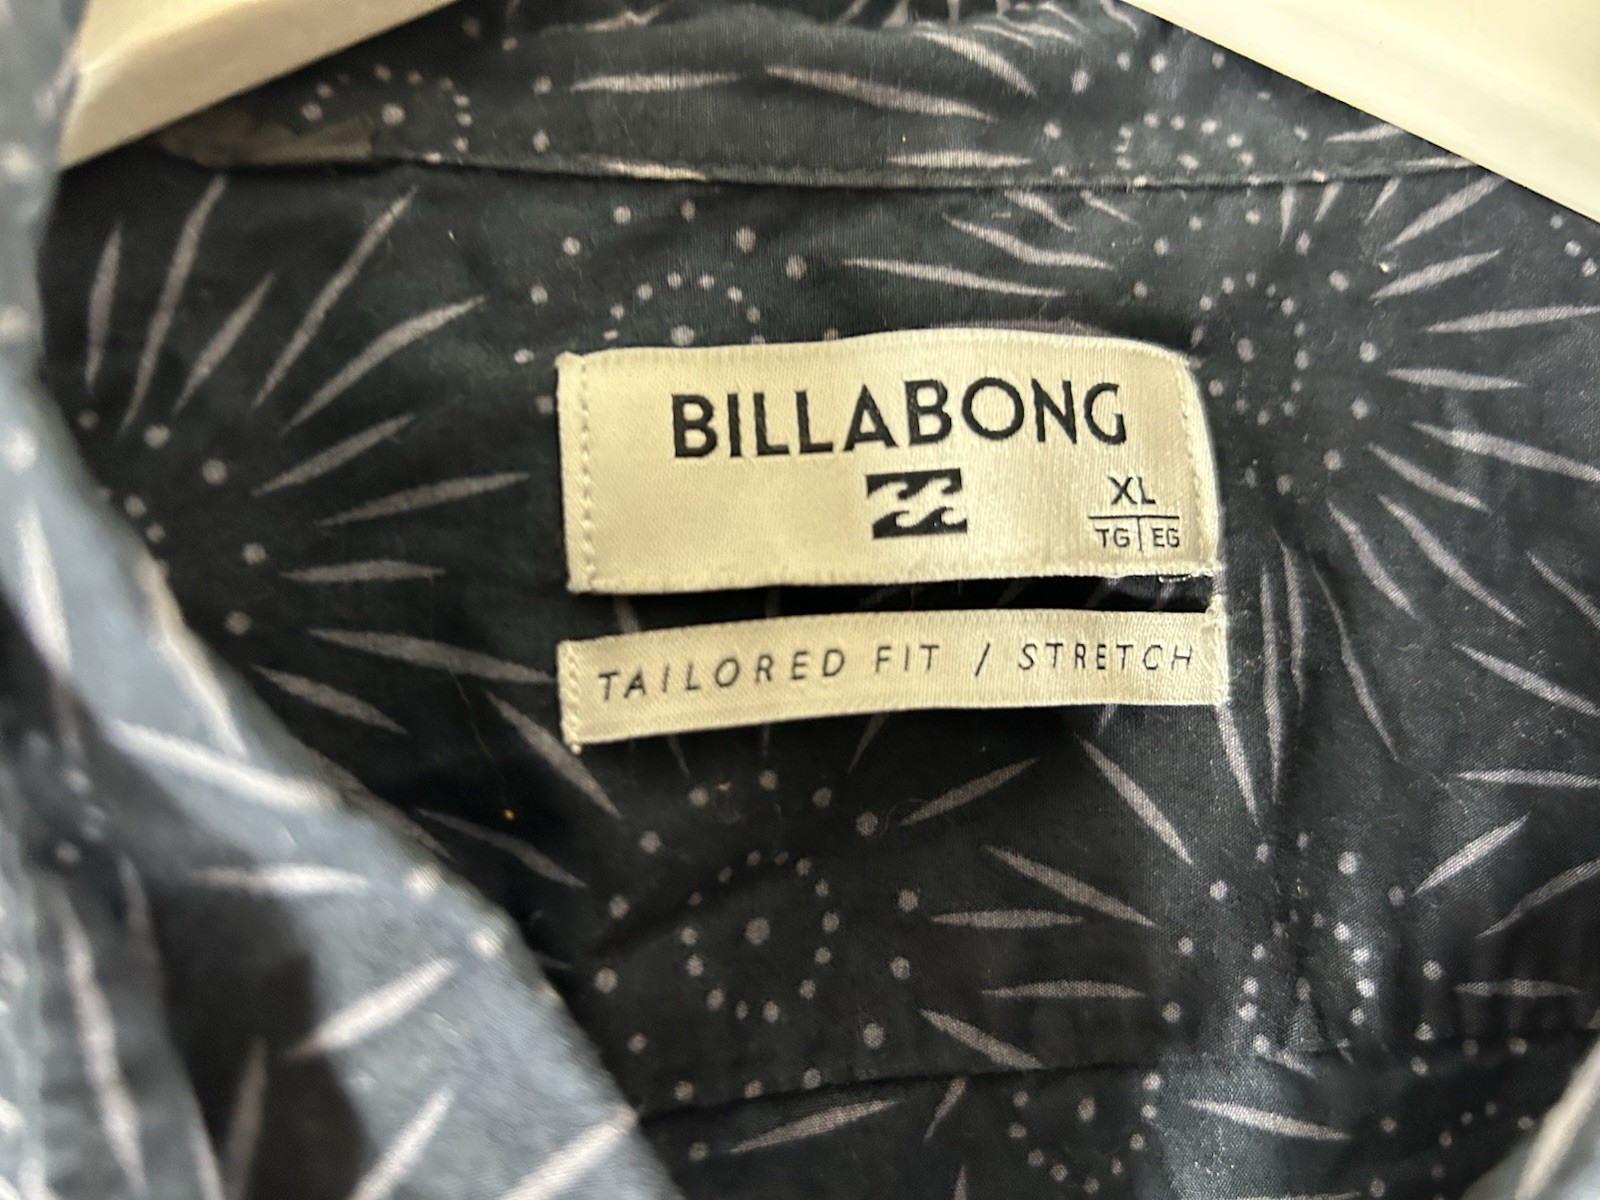 BILLABONG
XL
TG | EG
TAILORED FIT / STRETCH